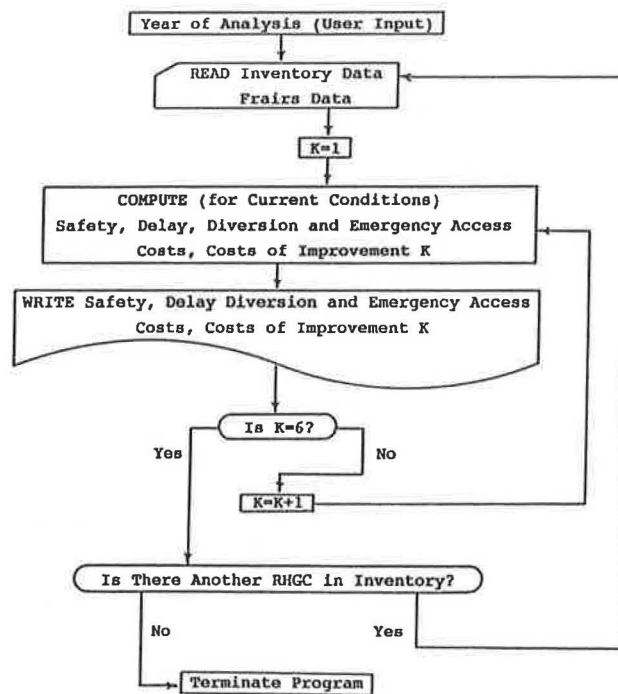 Year of Analysis (User Input)
READ Inventory Data
Frairs Data
K=1
COMPUTE (for Current Conditions)
Safety, Delay, Diversion and Emergency Access
Costs, Costs of Improvement K
WRITE Safety, Delay Diversion and Emergency Access
Costs, Costs of Improvement K
Is K=6?
Yes
No
K=K+1
Is There Another RHGC in Inventory?
No
Yes
Terminate Program